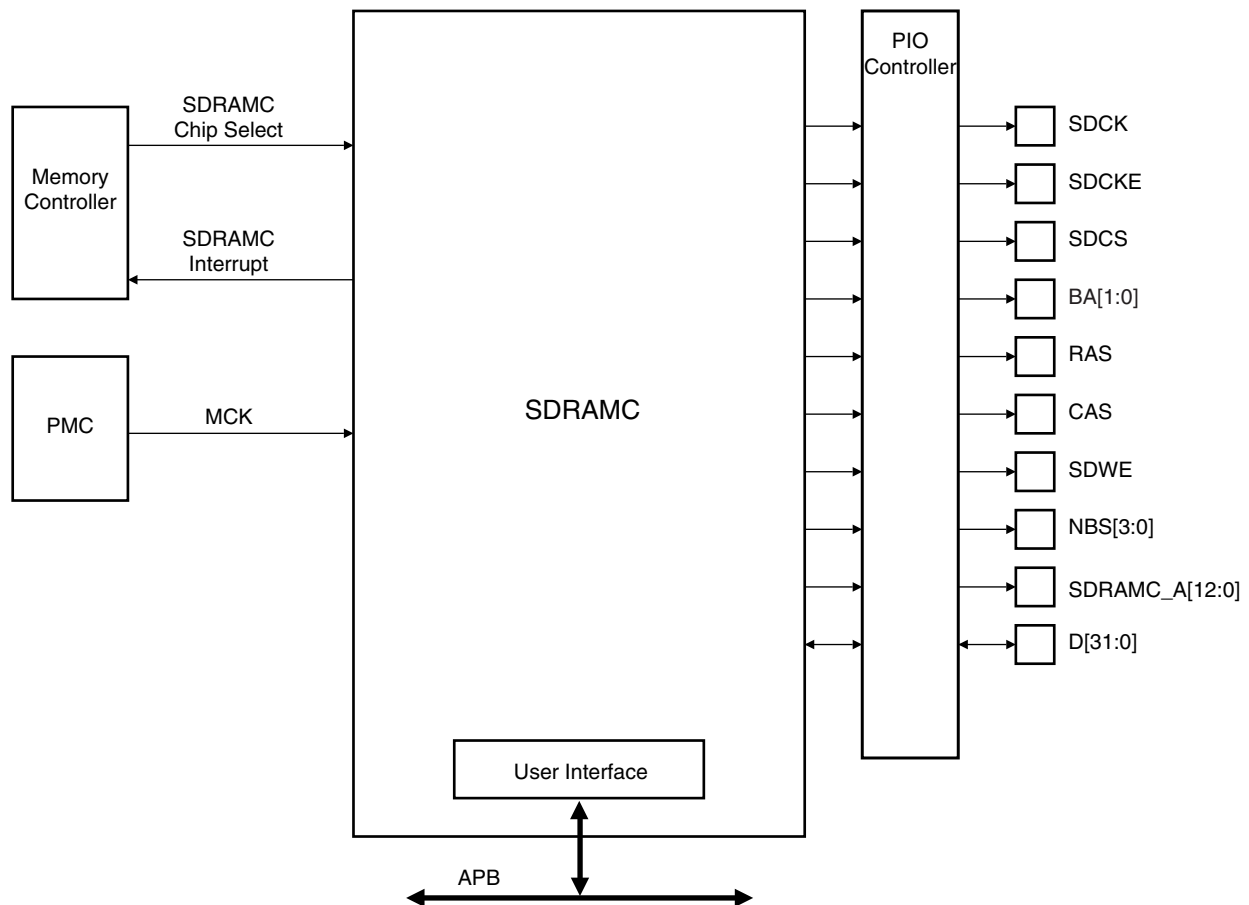 PIO
Controller
SDRAMC
Chip Select
Memory
Controller
SDRAMC
Interrupt
PMC
MCK
SDRAMC
SDCK
SDCKE
SDCS
BA[1:0]
RAS
CAS
SDWE
NBS[3:0]
SDRAMC_A[12:0]
D[31:0]
User Interface
APB